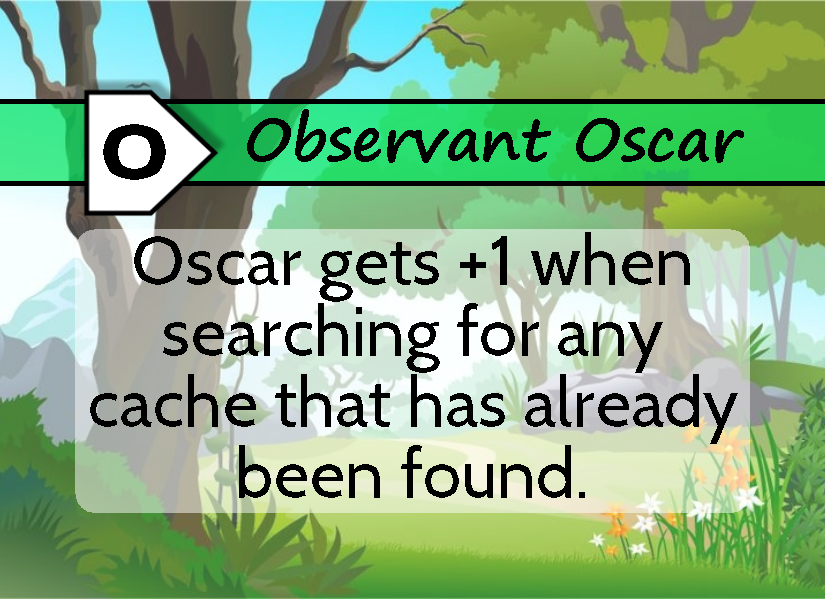 O
Observant Oscar
Oscar gets +1 when
searching for any
cache that has already
been found.